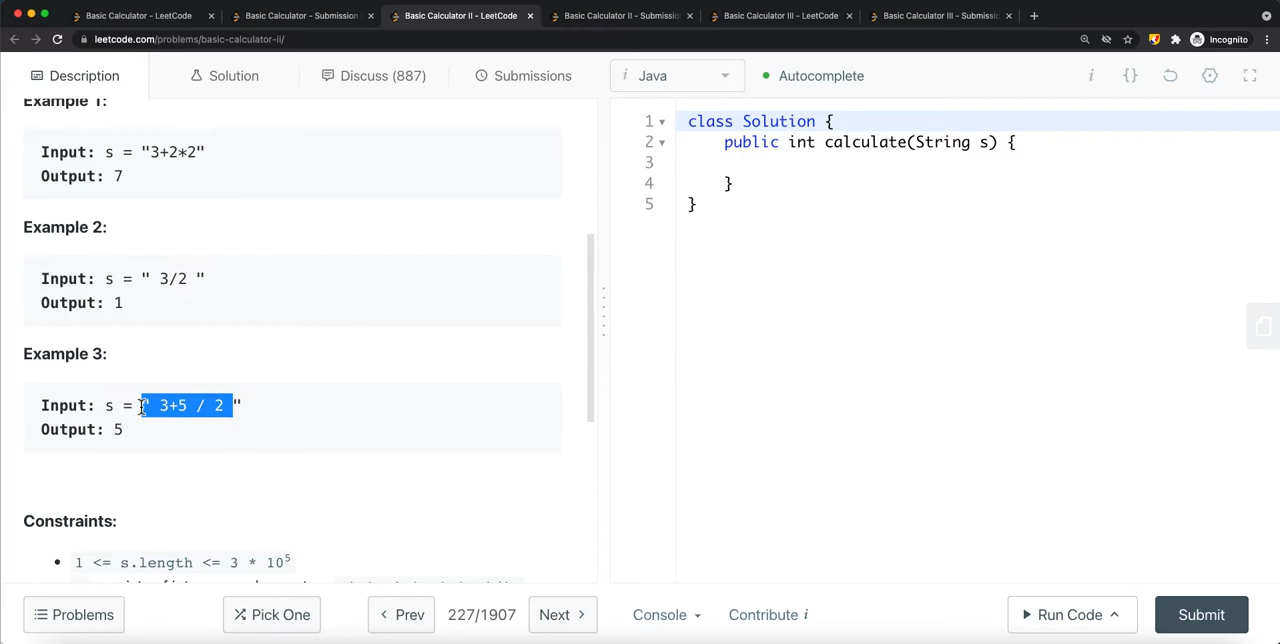 Basic Calculator - LeetCode
Basic Calculator - Submission
Basic Calculator II - LeetCode
Basic Calculator II - Submission
Basic Calculator III - LeetCode
Basic Calculator III - Submiss
leetcode.com/problems/basic-calculator-ii/
Incognito
Description
Solution
Discuss (887)
Submissions
i Java
Autocomplete
i {}
Example 1:
Input: s = "3+2*2"
Output: 7
Example 2:
Input: s = " 3/2 "
Output: 1
Example 3:
Input: s = " 3+5 / 2 "
Output: 5
Constraints:
1 <= s.length <= 3 * 10⁵
1 class Solution {
2 public int calculate(String s) {
3
4 }
5 }
Problems
Pick One
Prev
227/1907
Next
Console
Contribute i
Run Code
Submit